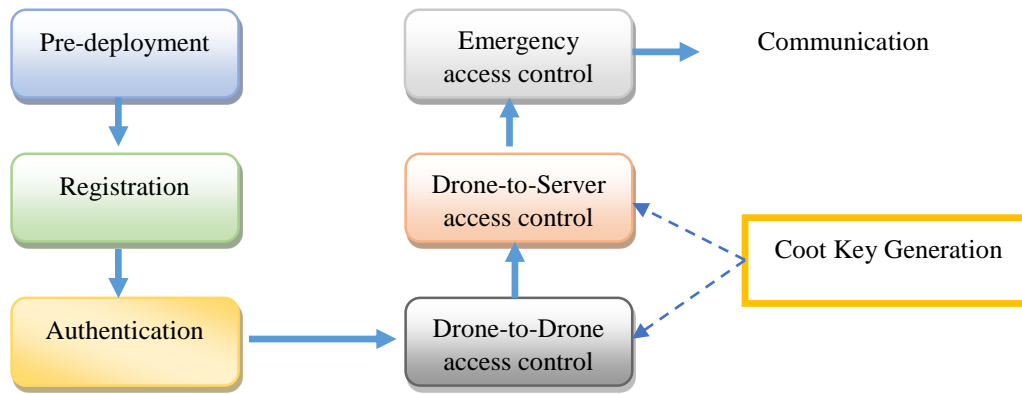 Pre-deployment
Registration
Authentication
Emergency
access control
Communication
Drone-to-Server
access control
Coot Key Generation
Drone-to-Drone
access control